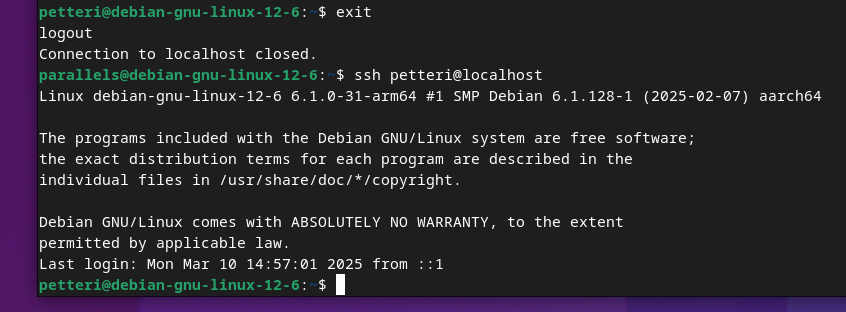 petteri@debian-gnu-linux-12-6:~$ exit
logout
Connection to localhost closed.
parallels@debian-gnu-linux-12-6:~$ ssh petteri@localhost
Linux debian-gnu-linux-12-6 6.1.0-31-arm64 #1 SMP Debian 6.1.128-1 (2025-02-07) aarch64
The programs included with the Debian GNU/Linux system are free software;
the exact distribution terms for each program are described in the
individual files in /usr/share/doc/*/copyright.
Debian GNU/Linux comes with ABSOLUTELY NO WARRANTY, to the extent
permitted by applicable law.
Last login: Mon Mar 10 14:57:01 2025 from ::1
petteri@debian-gnu-linux-12-6:~$